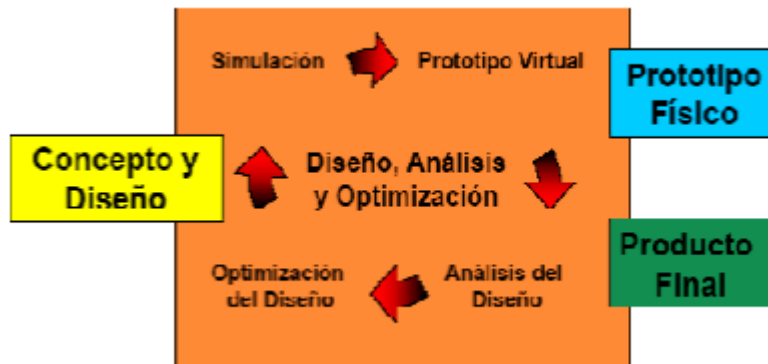 Simulación
Prototipo Virtual
Prototipo
Físico
Concepto y
Diseño
Diseño, Análisis
y Optimización
Optimización
del Diseño
Análisis del
Diseño
Producto
Final